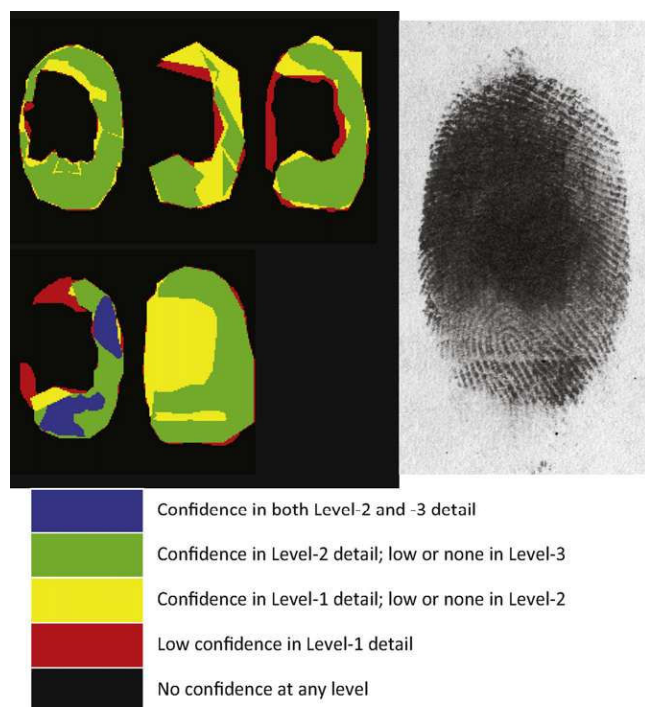 Confidence in both Level-2 and -3 detail
Confidence in Level-2 detail; low or none in Level-3
Confidence in Level-1 detail; low or none in Level-2
Low confidence in Level-1 detail
No confidence at any level